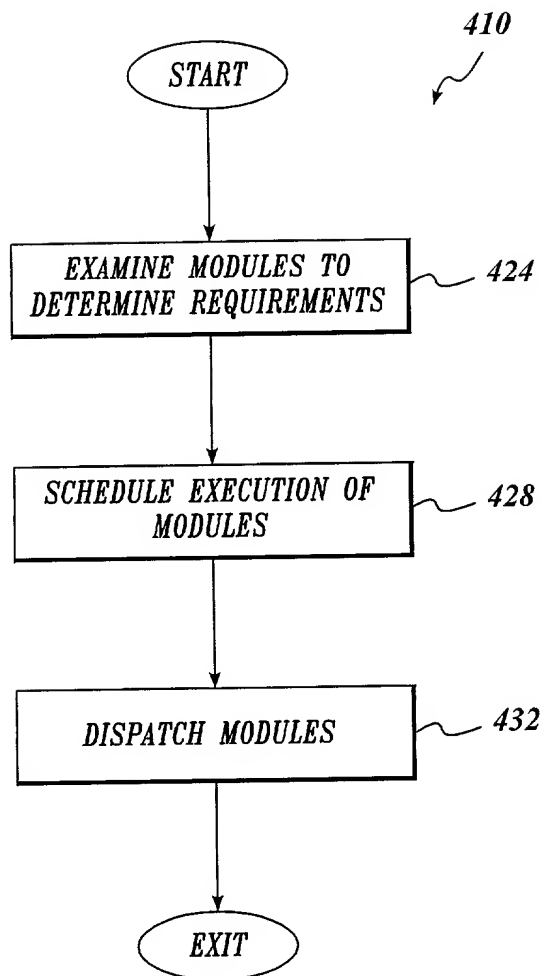 410
START
EXAMINE MODULES TO
DETERMINE REQUIREMENTS
424
SCHEDULE EXECUTION OF
MODULES
428
DISPATCH MODULES
432
EXIT